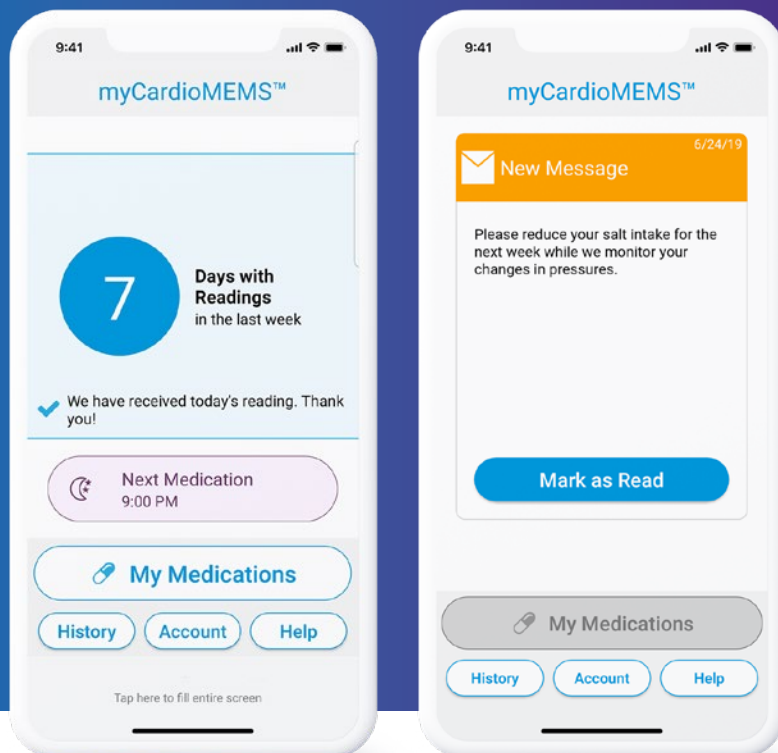 9:41
myCardioMEMS™
7
Days with
Readings
in the last week
We have received today's reading. Thank
you!
Next Medication
9:00 PM
My Medications
History
Account
Help
Tap here to fill entire screen
9:41
myCardioMEMS™
6/24/19
New Message
Please reduce your salt intake for the
next week while we monitor your
changes in pressures.
Mark as Read
My Medications
History
Account
Help